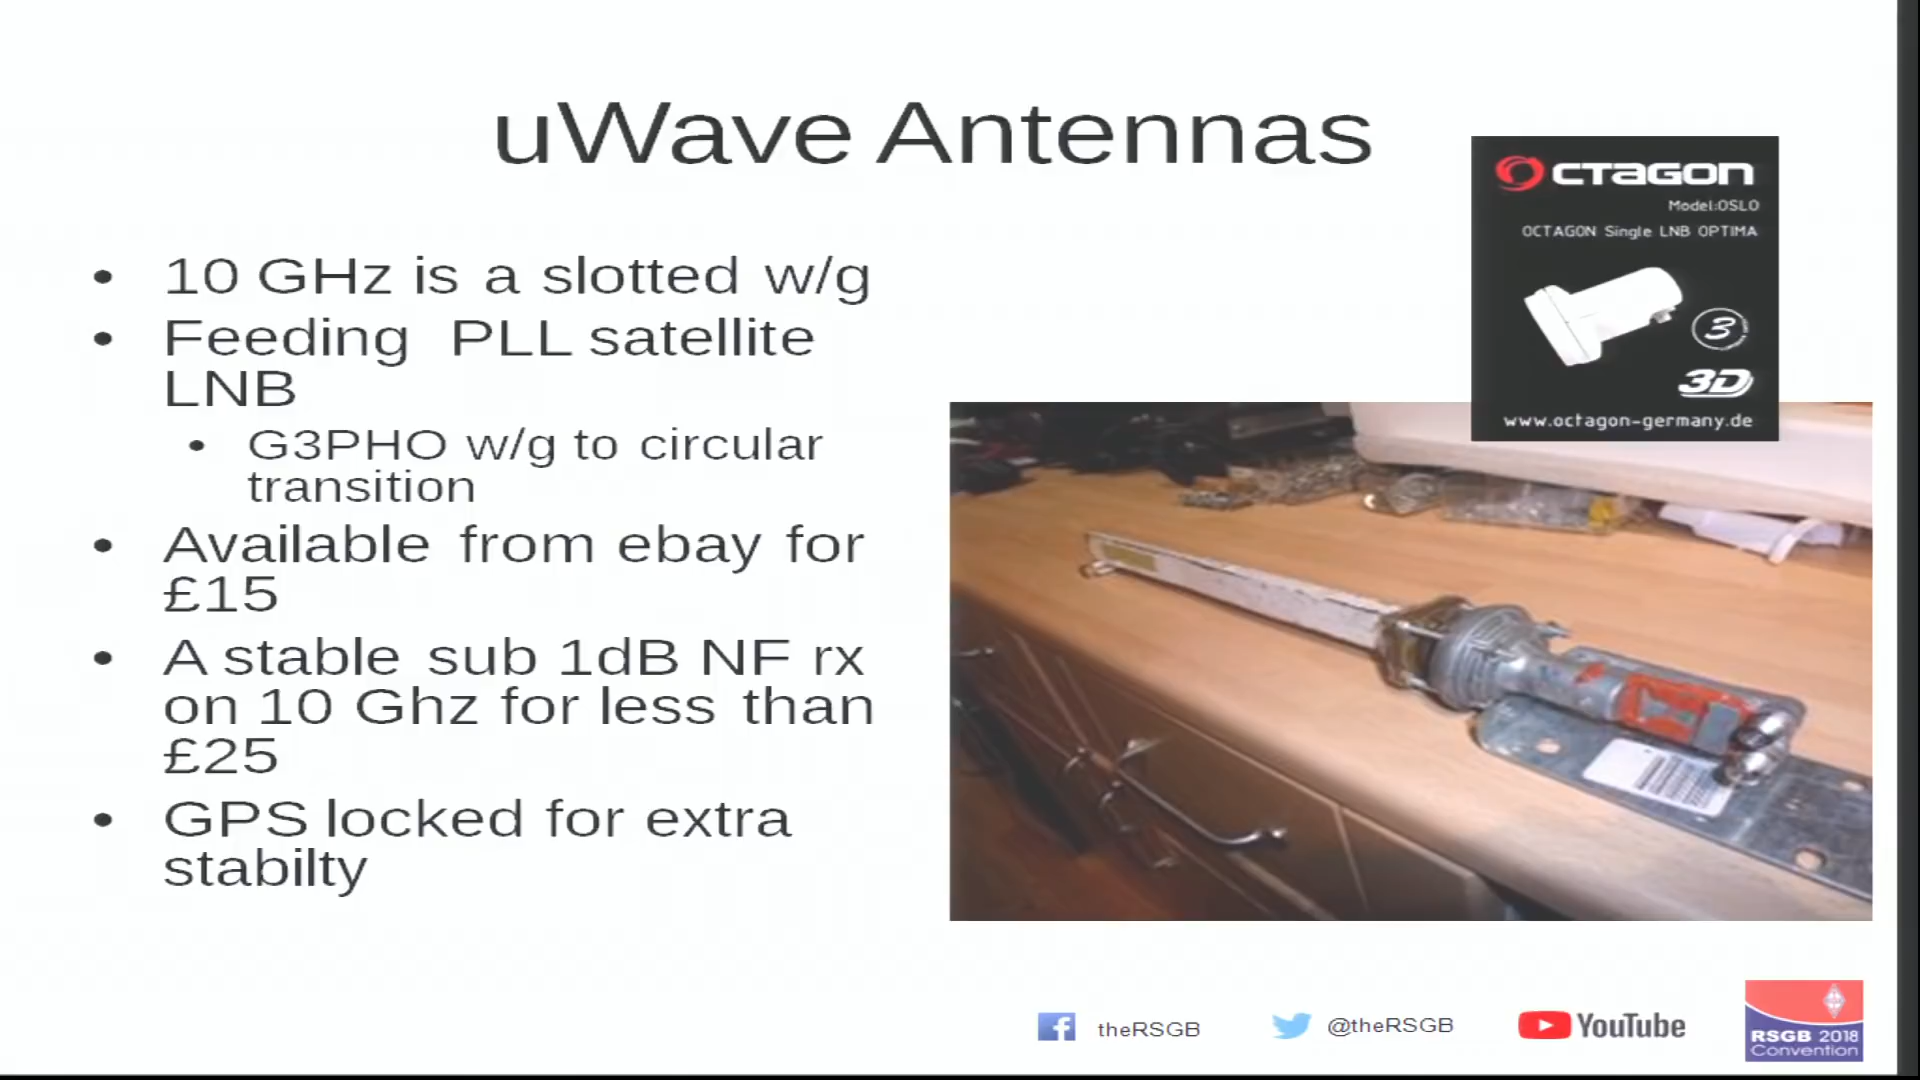 uWave Antennas
OCTAGON
Model:OSLO
OCTAGON Single LNB OPTIMA
3
3D
www.octagon-germany.de
• 10 GHz is a slotted w/g
• Feeding PLL satellite
LNB
• G3PHO w/g to circular
transition
• Available from ebay for
£15
• A stable sub 1dB NF rx
on 10 Ghz for less than
£25
• GPS locked for extra
stabilty
f theRSGB
@theRSGB
YouTube
RSGB 2018
Convention